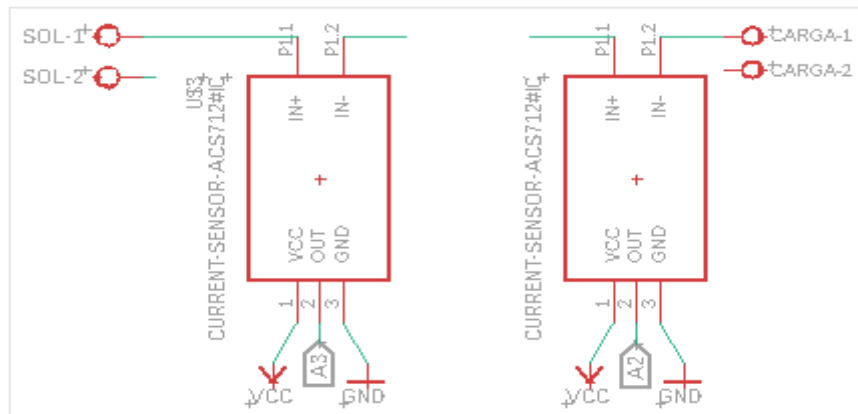 SOL-1
SOL-2
P1.1
P1.2
IN+
IN-
U$3
CURRENT-SENSOR-ACS712#IC
VCC
OUT
GND
1
2
3
VCC
A3
GND
P1.1
P1.2
CARGA-1
CARGA-2
IN+
IN-
CURRENT-SENSOR-ACS712#IC
VCC
OUT
GND
1
2
3
VCC
A2
GND